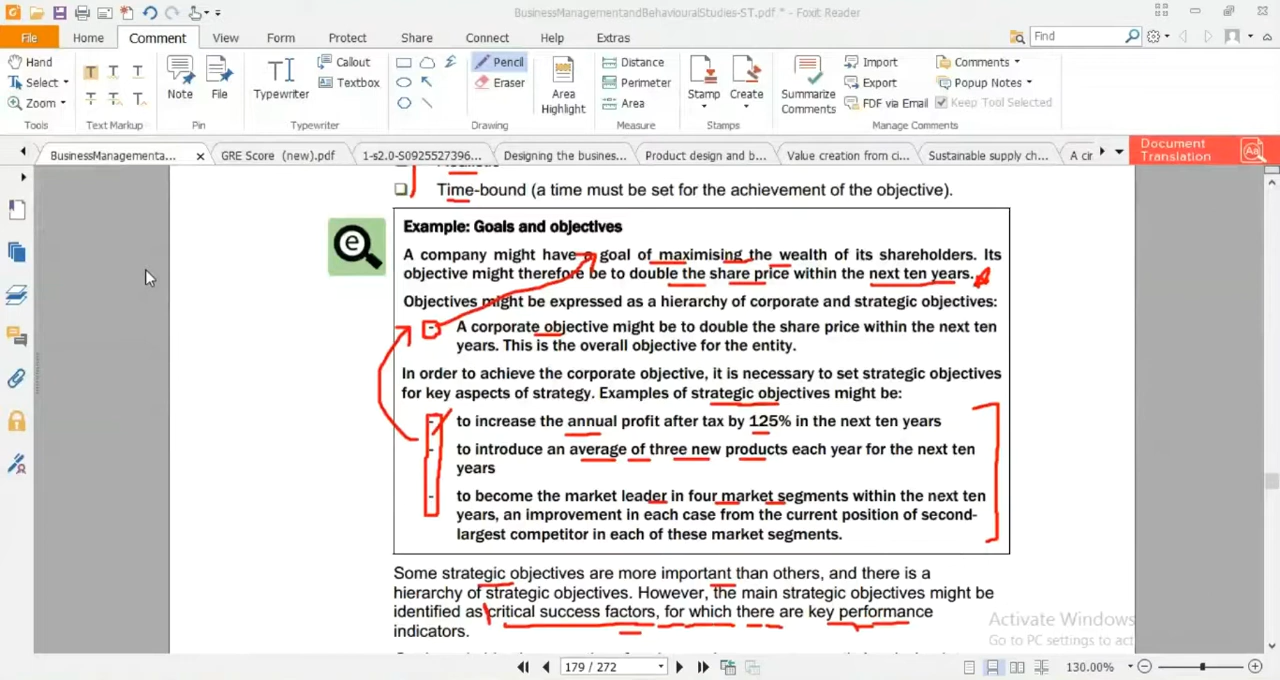 BusinessManagementandBehaviouralStudies-ST.pdf * - Foxit Reader
File Home Comment View Form Protect Share Connect Help Extras Find
Hand
Select
Zoom
Tools
T T T
T T T
Text Markup
Note File
Pin
Typewriter
Callout
Textbox
Typewriter
Pencil
Eraser
Area
Highlight
Drawing
Distance
Perimeter
Area
Measure
Stamp Create
Stamps
Summarize
Comments
Import
Export
FDF via Email
Comments
Popup Notes
Keep Tool Selected
Manage Comments
BusinessManagementa... GRE Score (new).pdf 1-s2.0-S0925527396... Designing the busines... Product design and b... Value creation from ci... Sustainable supply ch... A cir
Document
Translation
Time-bound (a time must be set for the achievement of the objective).
e
Example: Goals and objectives
A company might have a goal of maximising the wealth of its shareholders. Its
objective might therefore be to double the share price within the next ten years.
Objectives might be expressed as a hierarchy of corporate and strategic objectives:
- A corporate objective might be to double the share price within the next ten
years. This is the overall objective for the entity.
In order to achieve the corporate objective, it is necessary to set strategic objectives
for key aspects of strategy. Examples of strategic objectives might be:
- to increase the annual profit after tax by 125% in the next ten years
- to introduce an average of three new products each year for the next ten
years
- to become the market leader in four market segments within the next ten
years, an improvement in each case from the current position of second-
largest competitor in each of these market segments.
Some strategic objectives are more important than others, and there is a
hierarchy of strategic objectives. However, the main strategic objectives might be
identified as critical success factors, for which there are key performance
indicators.
Activate Windows
Go to PC settings to act
179 / 272
130.00%